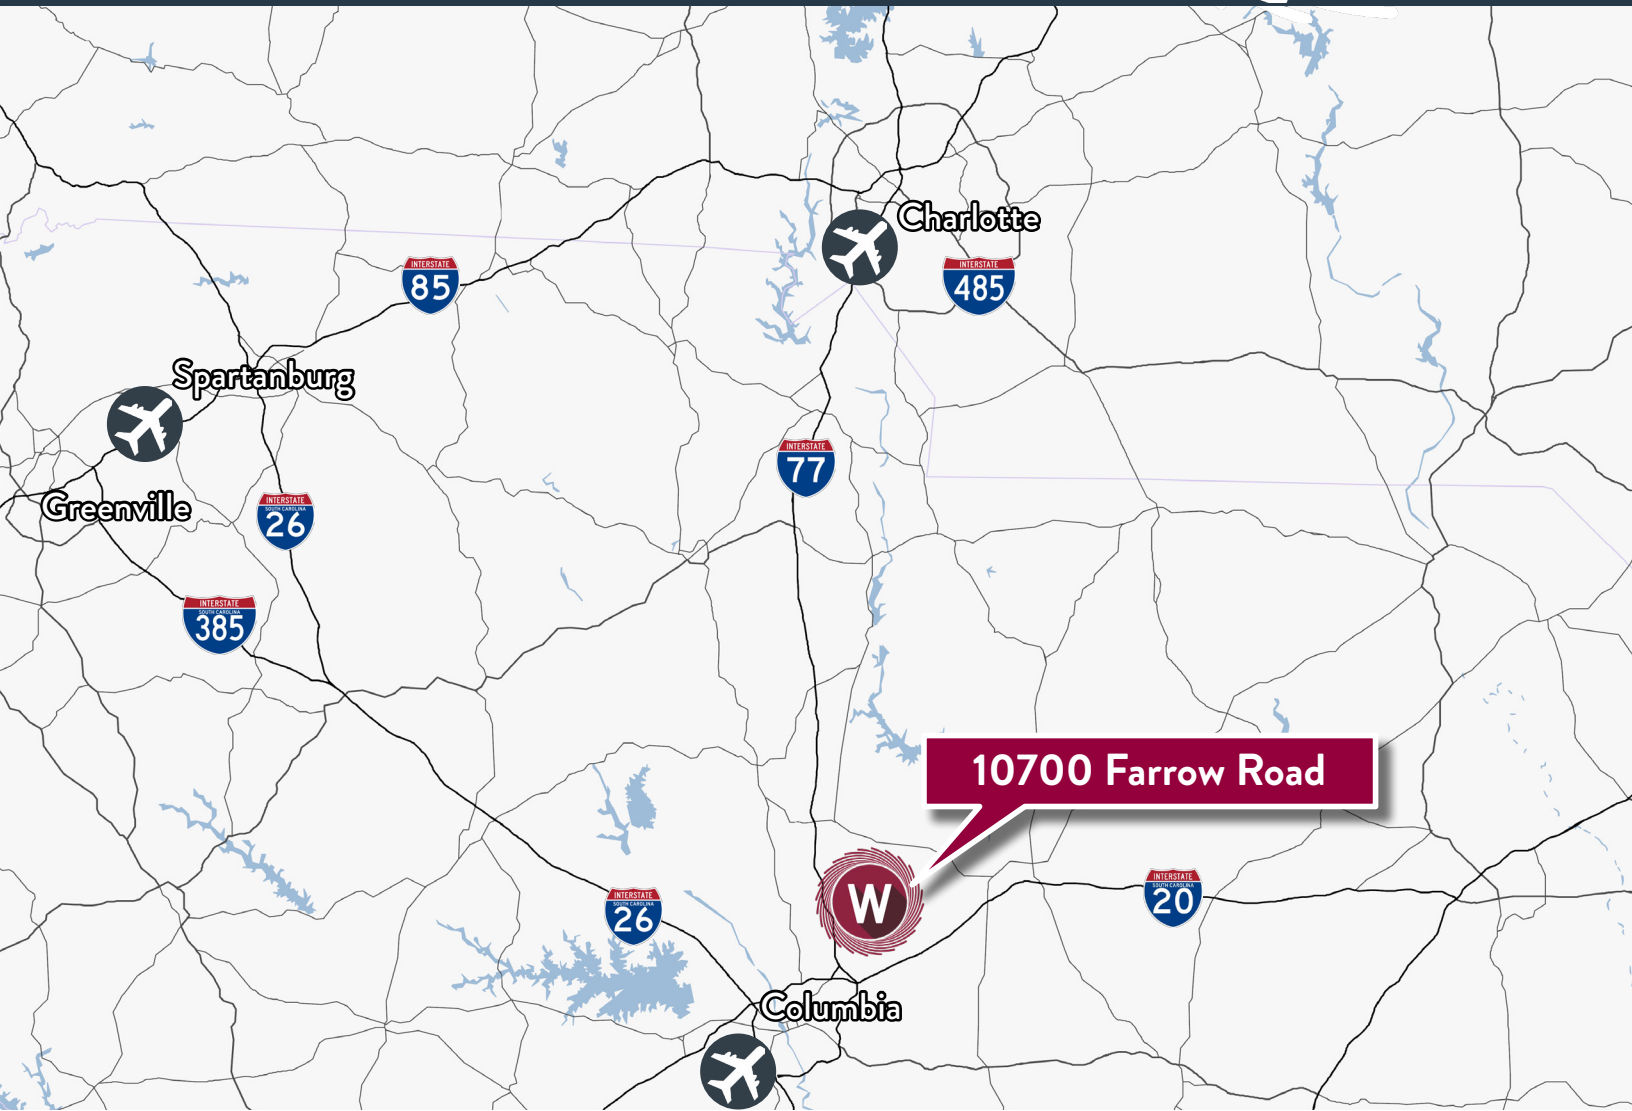 Charlotte
INTERSTATE
85
INTERSTATE
485
Spartanburg
INTERSTATE
77
Greenville
INTERSTATE
SOUTH CAROLINA
26
INTERSTATE
SOUTH CAROLINA
385
10700 Farrow Road
W
INTERSTATE
SOUTH CAROLINA
20
INTERSTATE
SOUTH CAROLINA
26
Columbia